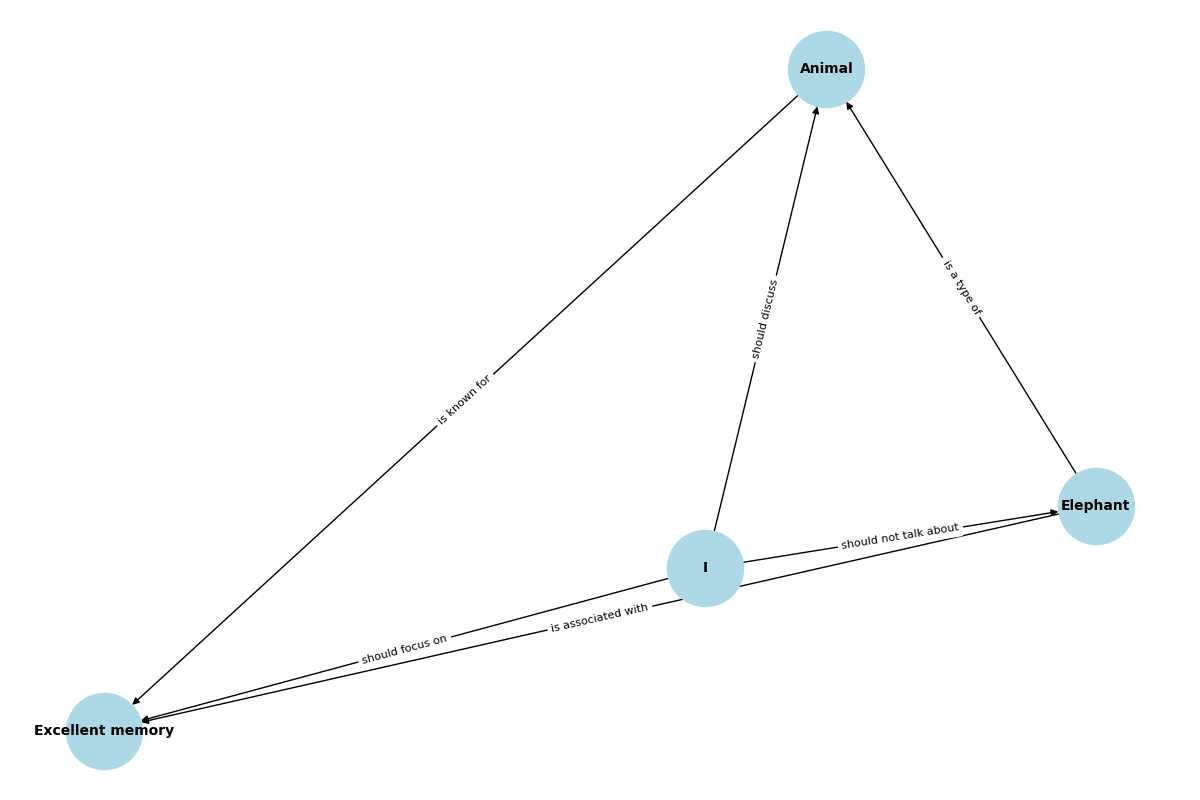 Animal
is a type of
should discuss
is known for
Elephant
should not talk about
I
is associated with
should focus on
Excellent memory